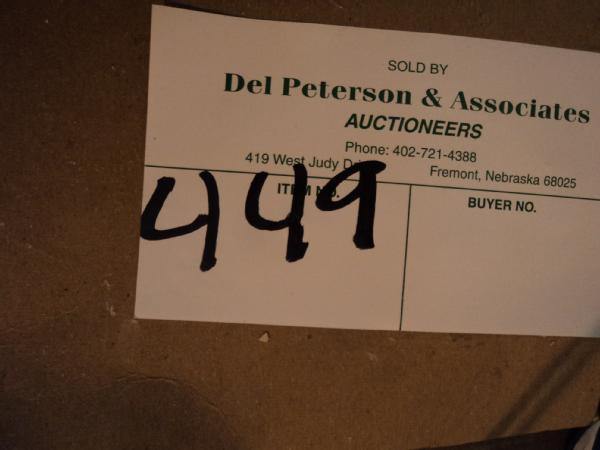 SOLD BY
Del Peterson & Associates
AUCTIONEERS
Phone: 402-721-4388
419 West Judy
Fremont, Nebraska 68025
ITEM NO.
BUYER NO.
449